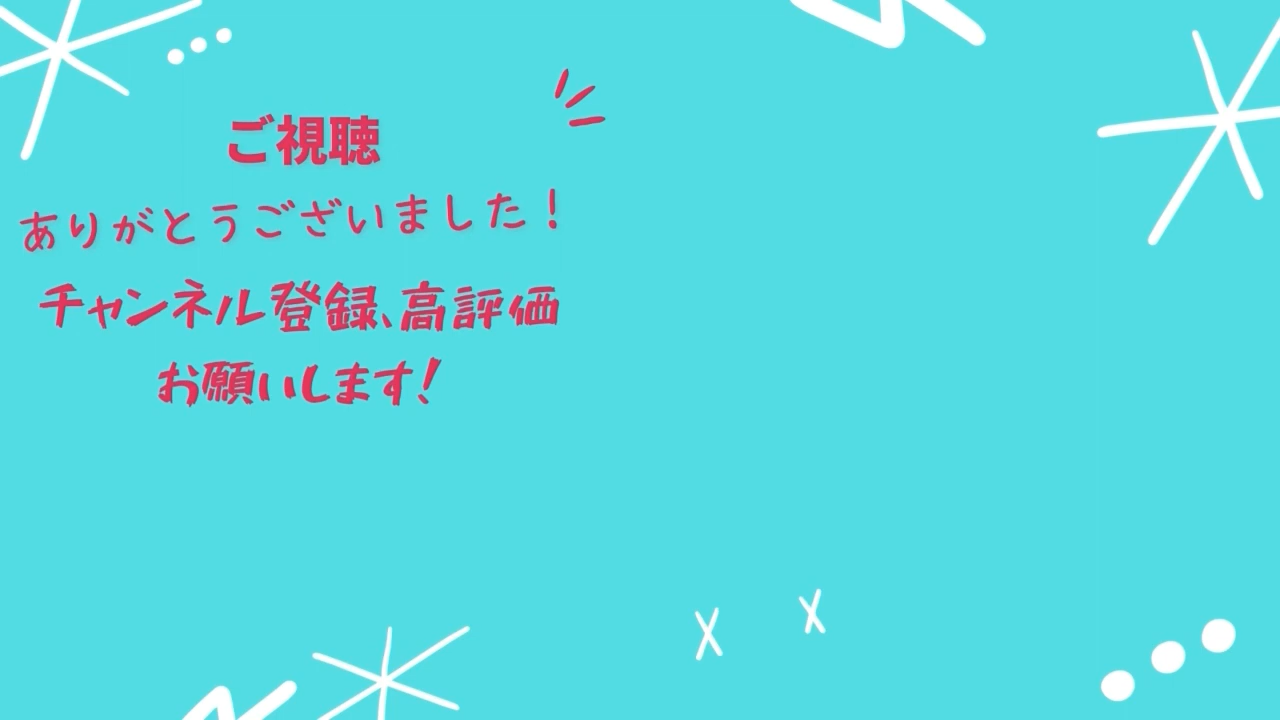 ご視聴
ありがとうございました！
チャンネル登録、高評価
お願いします！